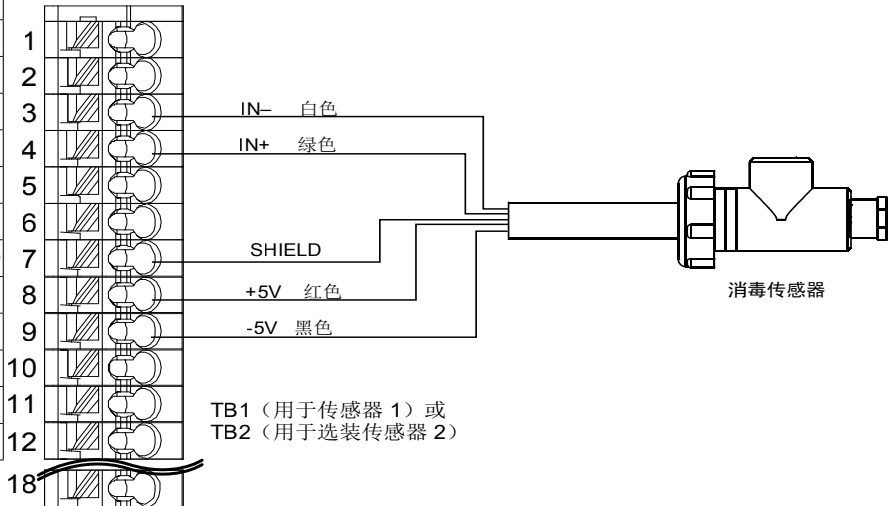 1
2
3
4
5
6
7
8
9
10
11
12
18
IN– 白色
IN+ 绿色
SHIELD
+5V 红色
-5V 黑色
消毒传感器
TB1（用于传感器 1）或
TB2（用于选装传感器 2）